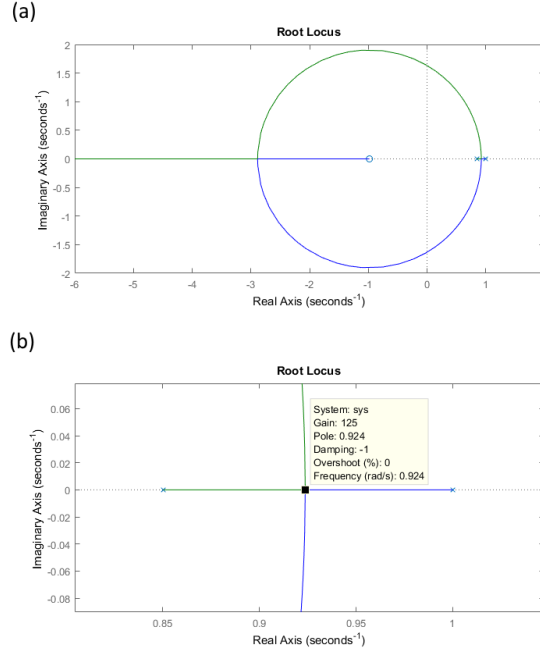 (a)
Root Locus
2
1.5
1
0.5
0
-0.5
-1
-1.5
-2
Imaginary Axis (seconds-1)
-6 -5 -4 -3 -2 -1 0 1
Real Axis (seconds-1)
(b)
Root Locus
0.06
0.04
0.02
0
-0.02
-0.04
-0.06
-0.08
Imaginary Axis (seconds-1)
System: sys
Gain: 125
Pole: 0.924
Damping: -1
Overshoot (%): 0
Frequency (rad/s): 0.924
0.85 0.9 0.95 1
Real Axis (seconds-1)